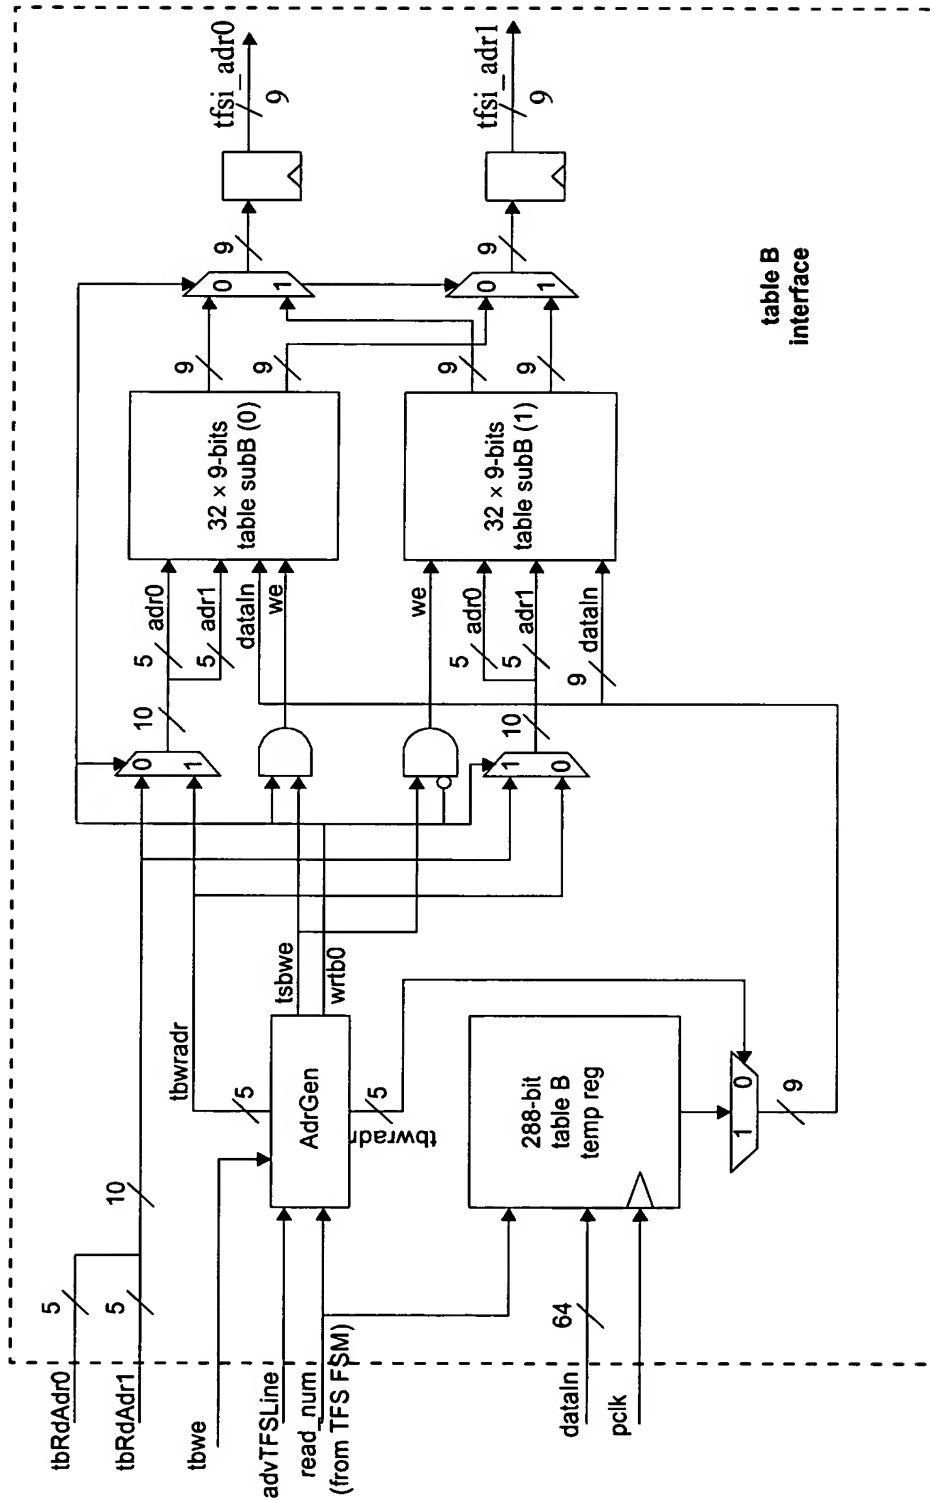 tbRdAdr0
5
tbRdAdr1
5
10
tbwe
advTFSLine
read_num
(from TFS FSM)
dataIn
64
pclk
tbwradr
5
AdrGen
5
tbwradr
tsbwe
wrtb0
288-bit
table B
temp reg
1
0
9
0
1
10
5
adr0
5
adr1
dataIn
we
we
5
adr0
5
adr1
9
dataIn
1
0
10
32 × 9-bits
table subB (0)
32 × 9-bits
table subB (1)
9
9
9
9
0
1
9
0
1
9
tfsi_adr0
9
tfsi_adr1
9
table B
interface